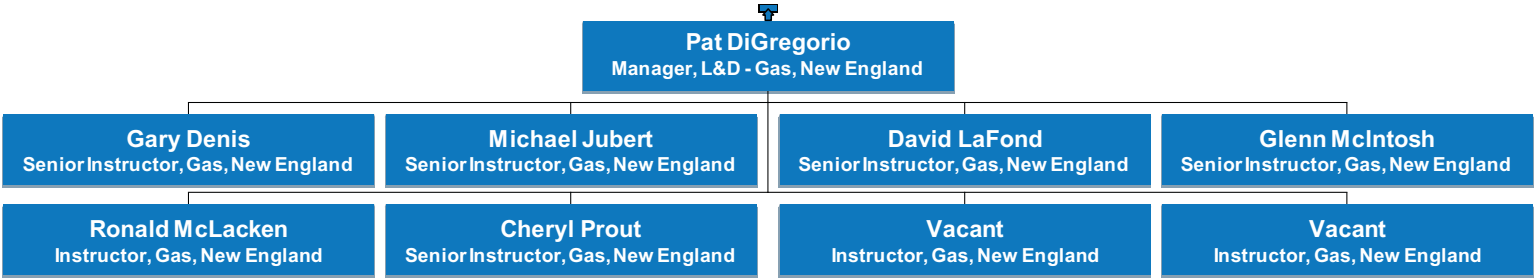 Pat DiGregorio
Manager, L&D - Gas, New England
Gary Denis
Senior Instructor, Gas, New England
Michael Jubert
Senior Instructor, Gas, New England
David LaFond
Senior Instructor, Gas, New England
Glenn McIntosh
Senior Instructor, Gas, New England
Ronald McLacken
Instructor, Gas, New England
Cheryl Prout
Senior Instructor, Gas, New England
Vacant
Instructor, Gas, New England
Vacant
Instructor, Gas, New England